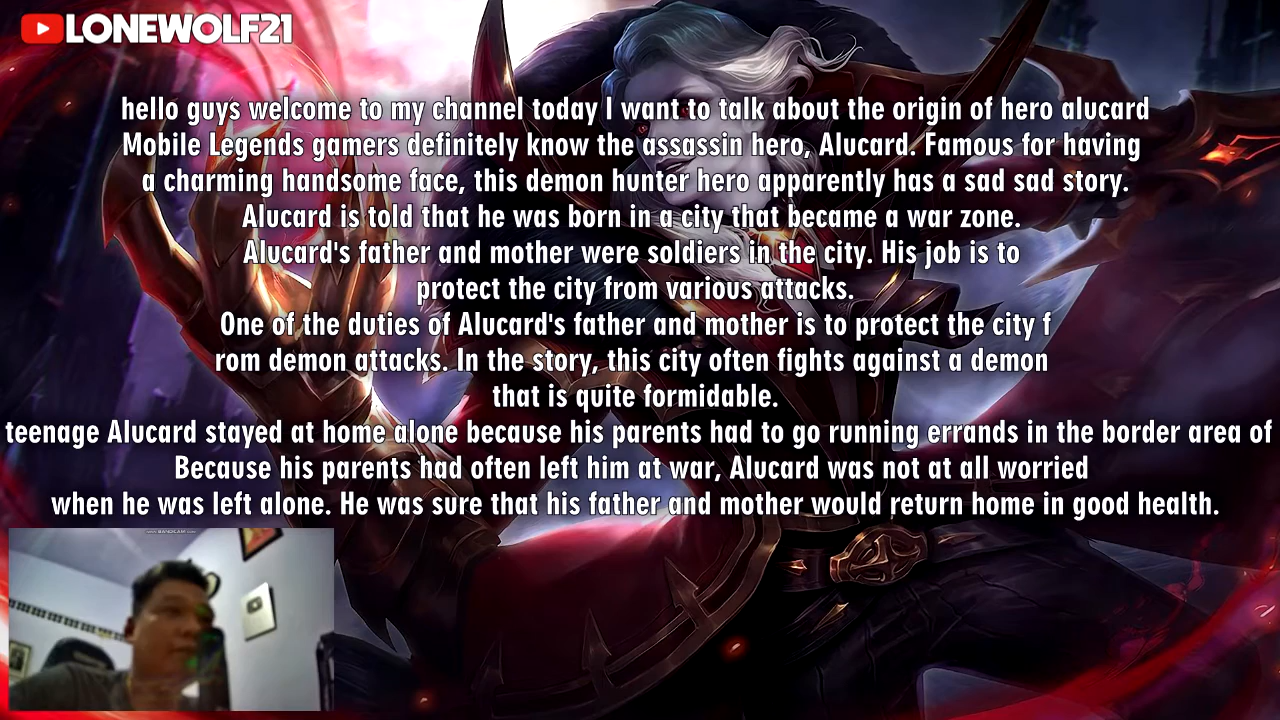 LONEWOLF21
hello guys welcome to my channel today I want to talk about the origin of hero alucard
Mobile Legends gamers definitely know the assassin hero, Alucard. Famous for having
a charming handsome face, this demon hunter hero apparently has a sad sad story.
Alucard is told that he was born in a city that became a war zone.
Alucard's father and mother were soldiers in the city. His job is to
protect the city from various attacks.
One of the duties of Alucard's father and mother is to protect the city f
rom demon attacks. In the story, this city often fights against a demon
that is quite formidable.
teenage Alucard stayed at home alone because his parents had to go running errands in the border area of
Because his parents had often left him at war, Alucard was not at all worried
when he was left alone. He was sure that his father and mother would return home in good health.